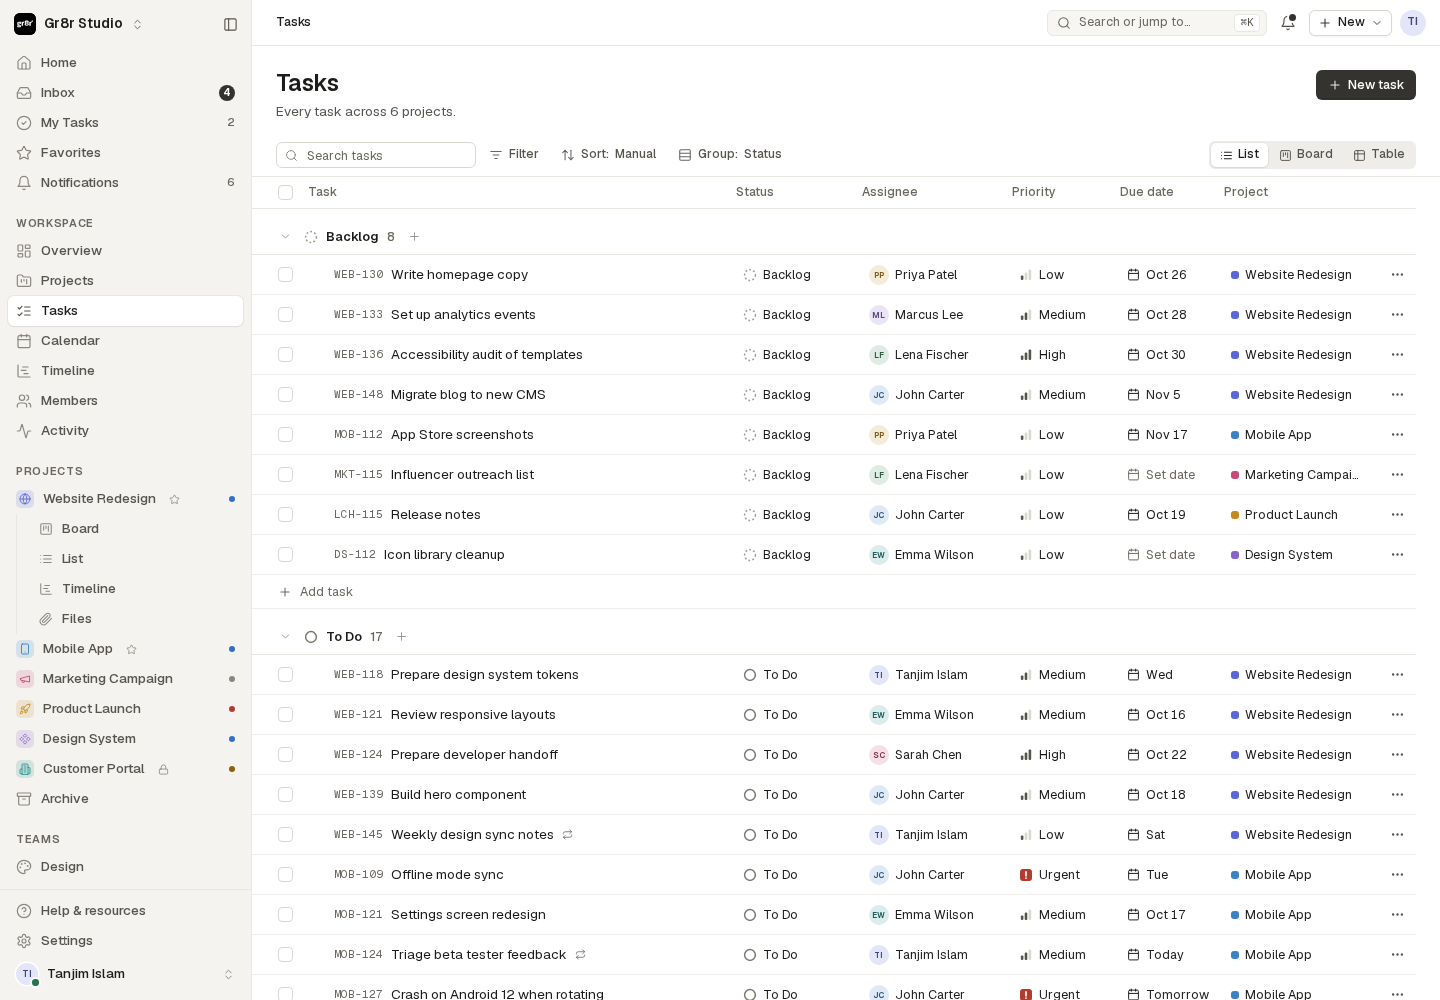 gr8r Gr8r Studio
Home
Inbox 4
My Tasks 2
Favorites
Notifications 6
WORKSPACE
Overview
Projects
Tasks
Calendar
Timeline
Members
Activity
PROJECTS
Website Redesign
Board
List
Timeline
Files
Mobile App
Marketing Campaign
Product Launch
Design System
Customer Portal
Archive
TEAMS
Design
Help & resources
Settings
TI Tanjim Islam
Tasks
Search or jump to... ⌘K New TI
Tasks
Every task across 6 projects.
New task
Search tasks Filter Sort: Manual Group: Status List Board Table
Task Status Assignee Priority Due date Project
Backlog 8
WEB-130 Write homepage copy Backlog PP Priya Patel Low Oct 26 Website Redesign
WEB-133 Set up analytics events Backlog ML Marcus Lee Medium Oct 28 Website Redesign
WEB-136 Accessibility audit of templates Backlog LF Lena Fischer High Oct 30 Website Redesign
WEB-148 Migrate blog to new CMS Backlog JC John Carter Medium Nov 5 Website Redesign
MOB-112 App Store screenshots Backlog PP Priya Patel Low Nov 17 Mobile App
MKT-115 Influencer outreach list Backlog LF Lena Fischer Low Set date Marketing Campai...
LCH-115 Release notes Backlog JC John Carter Low Oct 19 Product Launch
DS-112 Icon library cleanup Backlog EW Emma Wilson Low Set date Design System
Add task
To Do 17
WEB-118 Prepare design system tokens To Do TI Tanjim Islam Medium Wed Website Redesign
WEB-121 Review responsive layouts To Do EW Emma Wilson Medium Oct 16 Website Redesign
WEB-124 Prepare developer handoff To Do SC Sarah Chen High Oct 22 Website Redesign
WEB-139 Build hero component To Do JC John Carter Medium Oct 18 Website Redesign
WEB-145 Weekly design sync notes To Do TI Tanjim Islam Low Sat Website Redesign
MOB-109 Offline mode sync To Do JC John Carter Urgent Tue Mobile App
MOB-121 Settings screen redesign To Do EW Emma Wilson Medium Oct 17 Mobile App
MOB-124 Triage beta tester feedback To Do TI Tanjim Islam Medium Today Mobile App
MOB-127 Crash on Android 12 when rotating To Do JC John Carter Urgent Tomorrow Mobile App